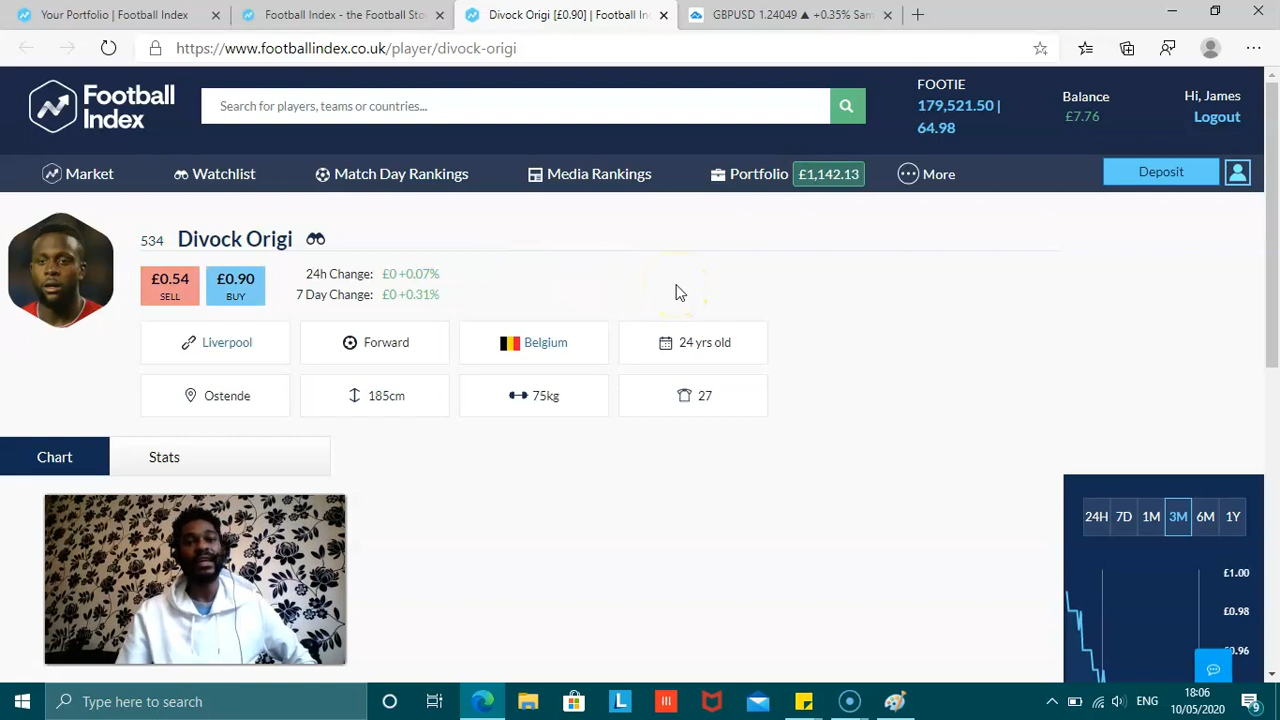 Your Portfolio | Football Index
Football Index - the Football Sto
Divock Origi [£0.90] | Football In
GBPUSD 1.24049 ▲ +0.35% Sam
https://www.footballindex.co.uk/player/divock-origi
Football
Index
Search for players, teams or countries...
FOOTIE
179,521.50 |
64.98
Balance
£7.76
Hi, James
Logout
Market
Watchlist
Match Day Rankings
Media Rankings
Portfolio £1,142.13
More
Deposit
534 Divock Origi
£0.54
SELL
£0.90
BUY
24h Change: £0 +0.07%
7 Day Change: £0 +0.31%
Liverpool
Forward
Belgium
24 yrs old
Ostende
185cm
75kg
27
Chart
Stats
24H 7D 1M 3M 6M 1Y
£1.00
£0.98
£0.96
Type here to search
L
ENG
18:06
10/05/2020
9